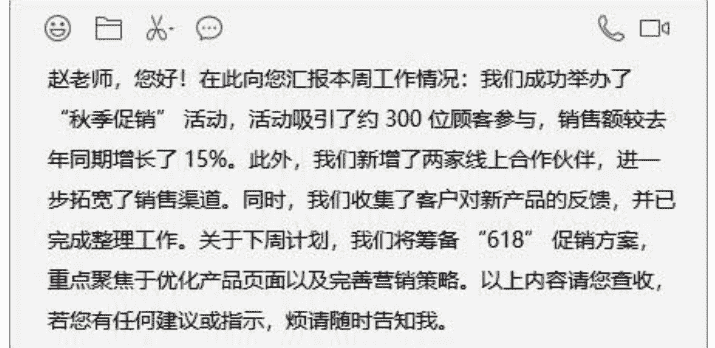 赵老师，您好！在此向您汇报本周工作情况：我们成功举办了
“秋季促销” 活动，活动吸引了约 300 位顾客参与，销售额较去
年同期增长了 15%。此外，我们新增了两家线上合作伙伴，进一
步拓宽了销售渠道。同时，我们收集了客户对新产品的反馈，并已
完成整理工作。关于下周计划，我们将筹备 “618” 促销方案，
重点聚焦于优化产品页面以及完善营销策略。以上内容请您查收，
若您有任何建议或指示，烦请随时告知我。